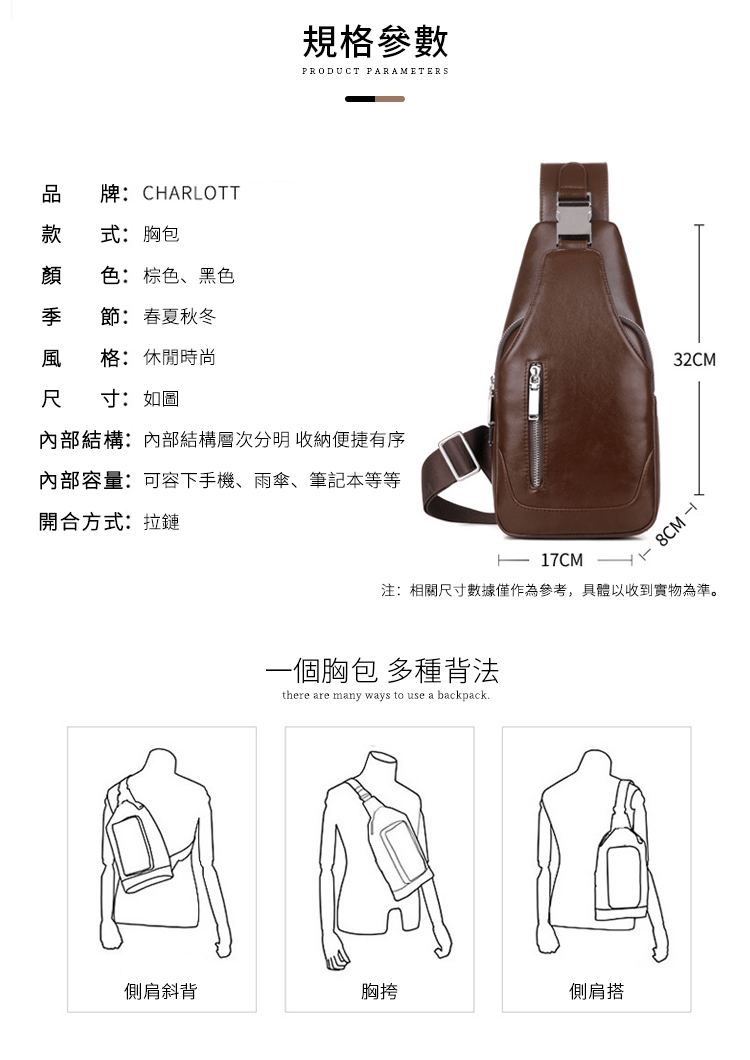 規格參數
PRODUCT PARAMETERS
品 牌：CHARLOTT
款 式：胸包
顏 色：棕色、黑色
季 節：春夏秋冬
風 格：休閒時尚
尺 寸：如圖
內部結構：內部結構層次分明 收納便捷有序
內部容量：可容下手機、雨傘、筆記本等等
開合方式：拉鏈
32CM
8CM
17CM
注：相關尺寸數據僅作為參考，具體以收到實物為準。
一個胸包 多種背法
there are many ways to use a backpack.
側肩斜背
胸挎
側肩搭